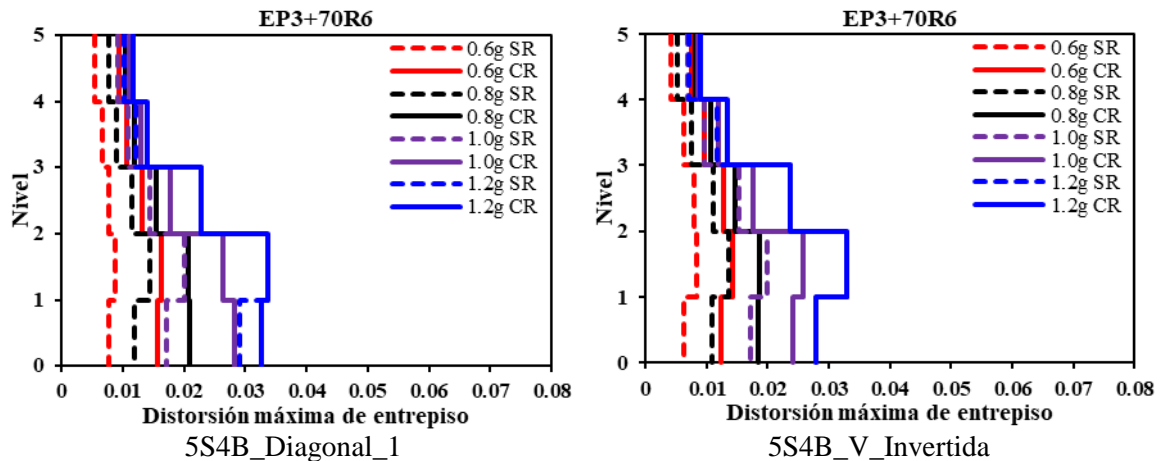 EP3+70R6
5
4
3
2
1
0
Nivel
0.6g SR
0.6g CR
0.8g SR
0.8g CR
1.0g SR
1.0g CR
1.2g SR
1.2g CR
0 0.01 0.02 0.03 0.04 0.05 0.06 0.07 0.08
Distorsión máxima de entrepiso
5S4B_Diagonal_1
EP3+70R6
5
4
3
2
1
0
Nivel
0.6g SR
0.6g CR
0.8g SR
0.8g CR
1.0g SR
1.0g CR
1.2g SR
1.2g CR
0 0.01 0.02 0.03 0.04 0.05 0.06 0.07 0.08
Distorsión máxima de entrepiso
5S4B_V_Invertida